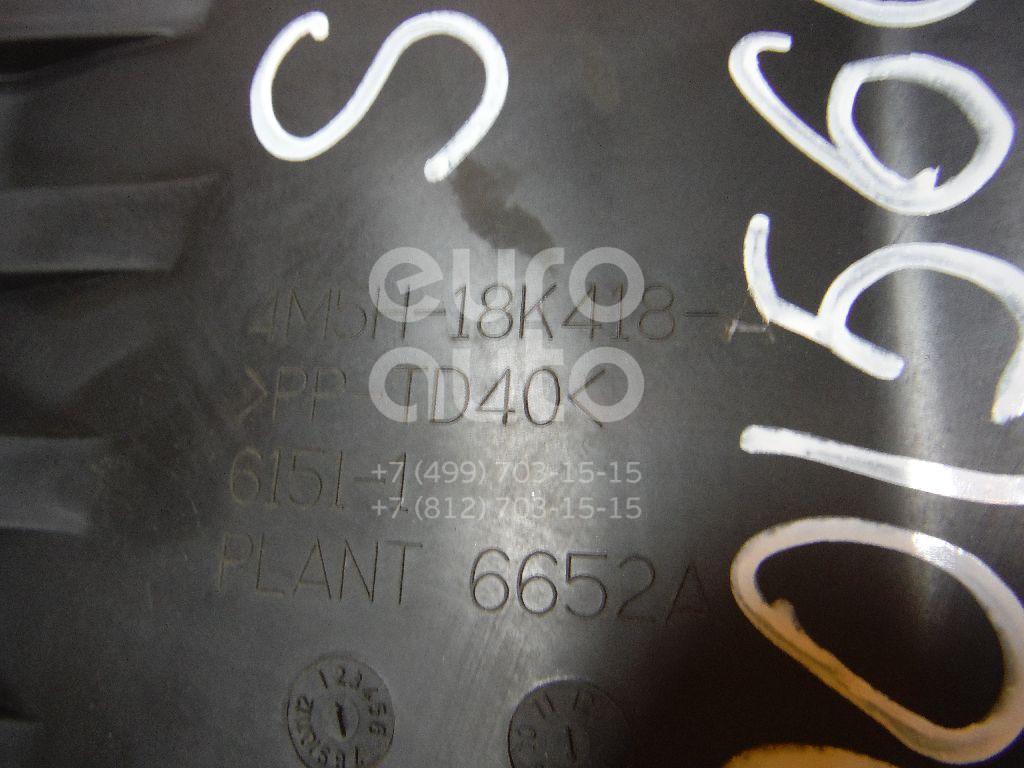 S
euro
auto
4M5H-18K418-A
>PP-TD40<
6151-1
+7 (499) 703-15-15
+7 (812) 703-15-15
PLANT 6652A